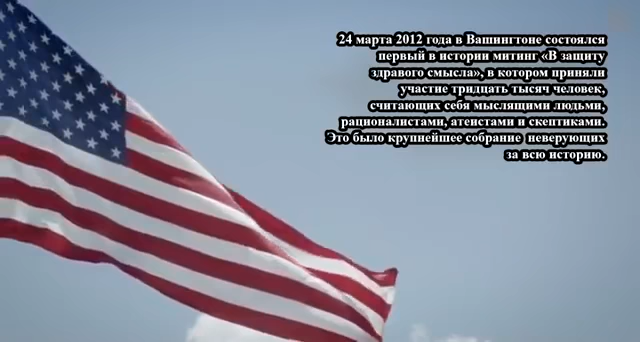 24 марта 2012 года в Вашингтоне состоялся
первый в истории митинг «В защиту
здравого смысла», в котором приняли
участие тридцать тысяч человек,
считающих себя мыслящими людьми,
рационалистами, атеистами и скептиками.
Это было крупнейшее собрание неверующих
за всю историю.